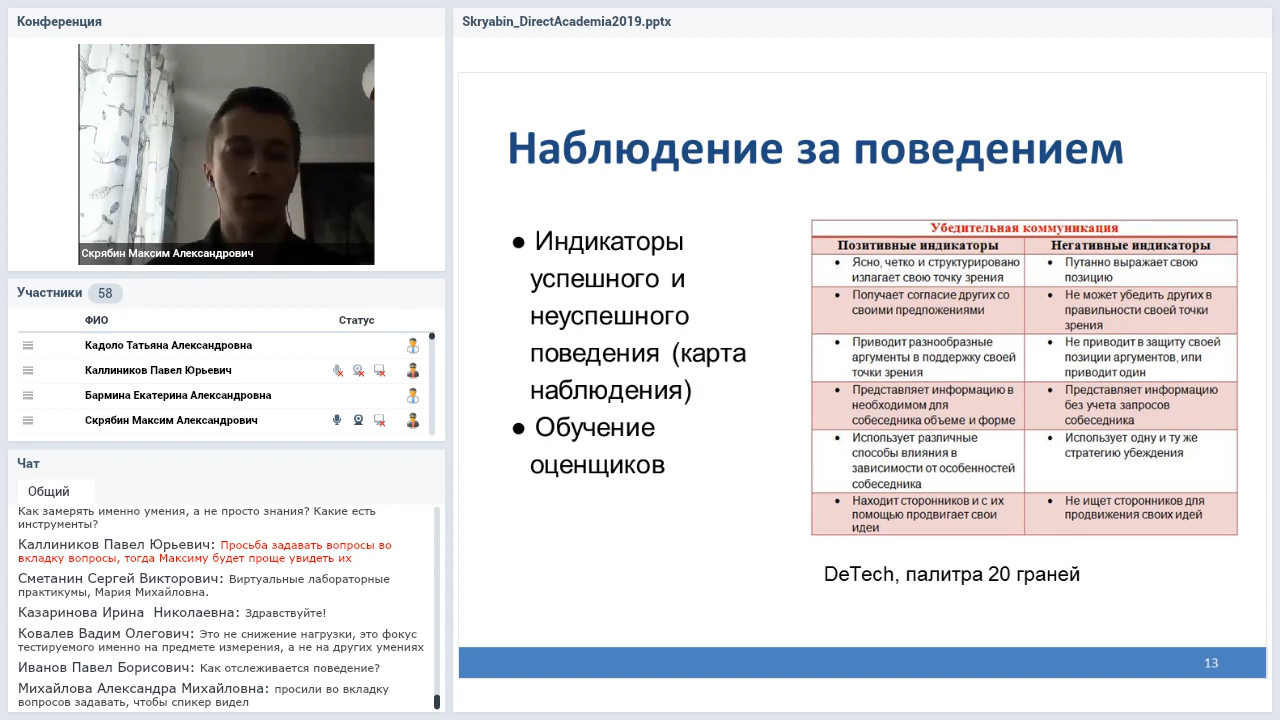 Конференция
Скрябин Максим Александрович
Участники 58
ФИО Статус
Кадоло Татьяна Александровна
Каллиников Павел Юрьевич
Бармина Екатерина Александровна
Скрябин Максим Александрович
Чат
Общий
Как замерять именно умения, а не просто знания? Какие есть
инструменты?
Каллиников Павел Юрьевич: Просьба задавать вопросы во
вкладку вопросы, тогда Максиму будет проще увидеть их
Сметанин Сергей Викторович: Виртуальные лабораторные
практикумы, Мария Михайловна.
Казаринова Ирина Николаевна: Здравствуйте!
Ковалев Вадим Олегович: Это не снижение нагрузки, это фокус
тестируемого именно на предмете измерения, а не на других умениях
Иванов Павел Борисович: Как отслеживается поведение?
Михайлова Александра Михайловна: просили во вкладку
вопросов задавать, чтобы спикер видел
Skryabin_DirectAcademia2019.pptx
Наблюдение за поведением
● Индикаторы
успешного и
неуспешного
поведения (карта
наблюдения)
● Обучение
оценщиков
Убедительная коммуникация
Позитивные индикаторы Негативные индикаторы
• Ясно, четко и структурировано
излагает свою точку зрения
• Путанно выражает свою
позицию
• Получает согласие других со
своими предложениями
• Не может убедить других в
правильности своей точки
зрения
• Приводит разнообразные
аргументы в поддержку своей
точки зрения
• Не приводит в защиту своей
позиции аргументов, или
приводит один
• Представляет информацию в
необходимом для
собеседника объеме и форме
• Представляет информацию
без учета запросов
собеседника
• Использует различные
способы влияния в
зависимости от особенностей
собеседника
• Использует одну и ту же
стратегию убеждения
• Находит сторонников и с их
помощью продвигает свои
идеи
• Не ищет сторонников для
продвижения своих идей
DeTech, палитра 20 граней
13